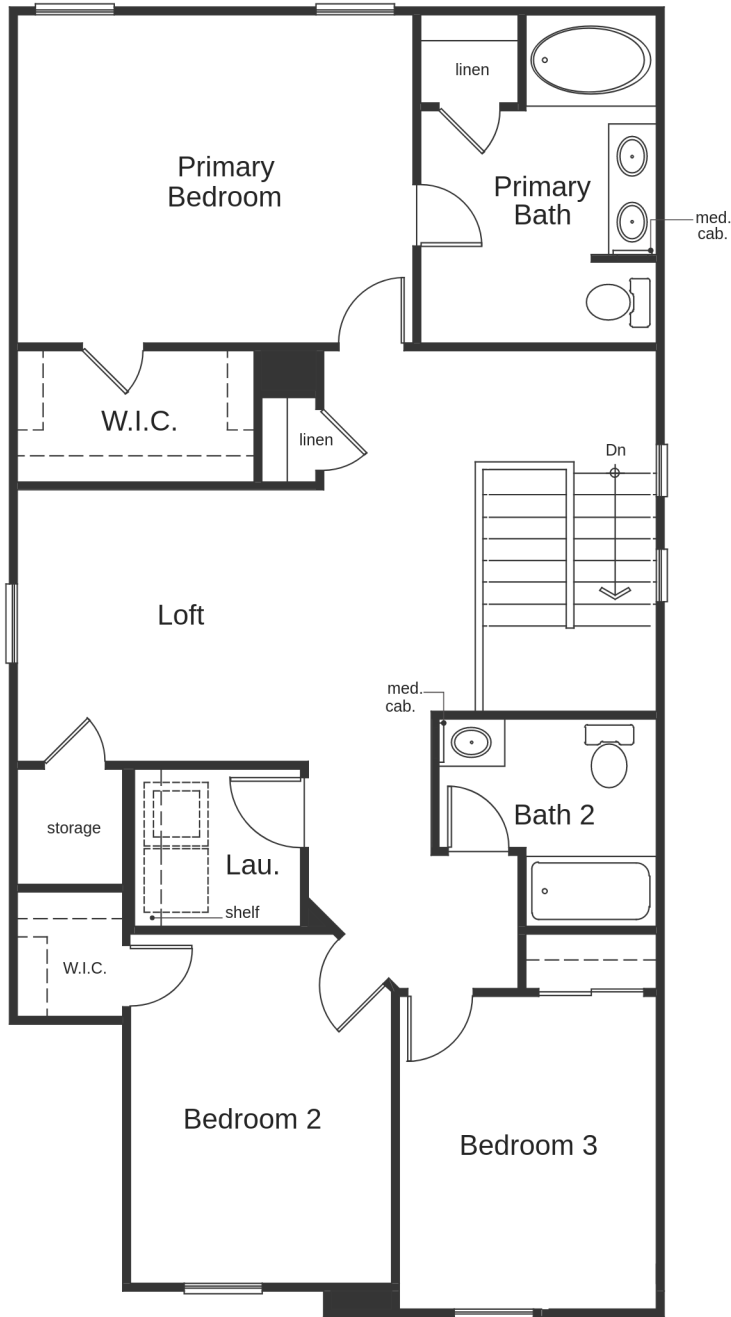 linen
Primary
Bedroom
Primary
Bath
med.
cab.
W.I.C.
linen
Dn
Loft
med.
cab.
Bath 2
storage
Lau.
shelf
W.I.C.
Bedroom 2
Bedroom 3